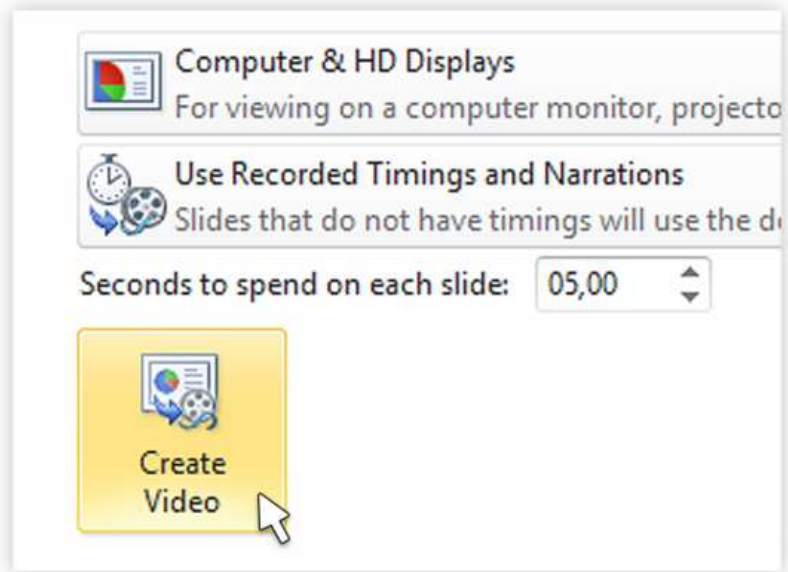 Computer & HD Displays
For viewing on a computer monitor, projecto
Use Recorded Timings and Narrations
Slides that do not have timings will use the d
Seconds to spend on each slide: 05,00
Create
Video